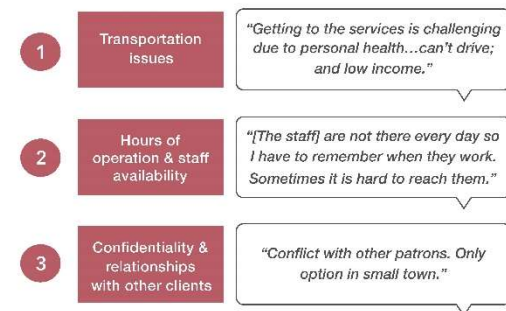 1
Transportation
issues
"Getting to the services is challenging
due to personal health...can't drive;
and low income."
2
Hours of
operation & staff
availability
"[The staff] are not there every day so
I have to remember when they work.
Sometimes it is hard to reach them."
3
Confidentiality &
relationships
with other clients
"Conflict with other patrons. Only
option in small town."